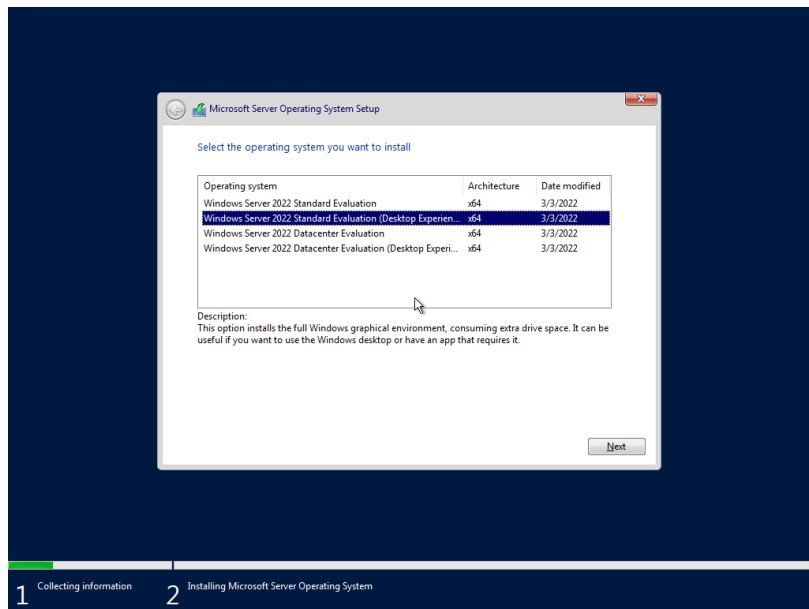 Microsoft Server Operating System Setup
Select the operating system you want to install
Operating system Architecture Date modified
Windows Server 2022 Standard Evaluation x64 3/3/2022
Windows Server 2022 Standard Evaluation (Desktop Experien... x64 3/3/2022
Windows Server 2022 Datacenter Evaluation x64 3/3/2022
Windows Server 2022 Datacenter Evaluation (Desktop Experi... x64 3/3/2022
Description:
This option installs the full Windows graphical environment, consuming extra drive space. It can be
useful if you want to use the Windows desktop or have an app that requires it.
Next
1 Collecting information 2 Installing Microsoft Server Operating System